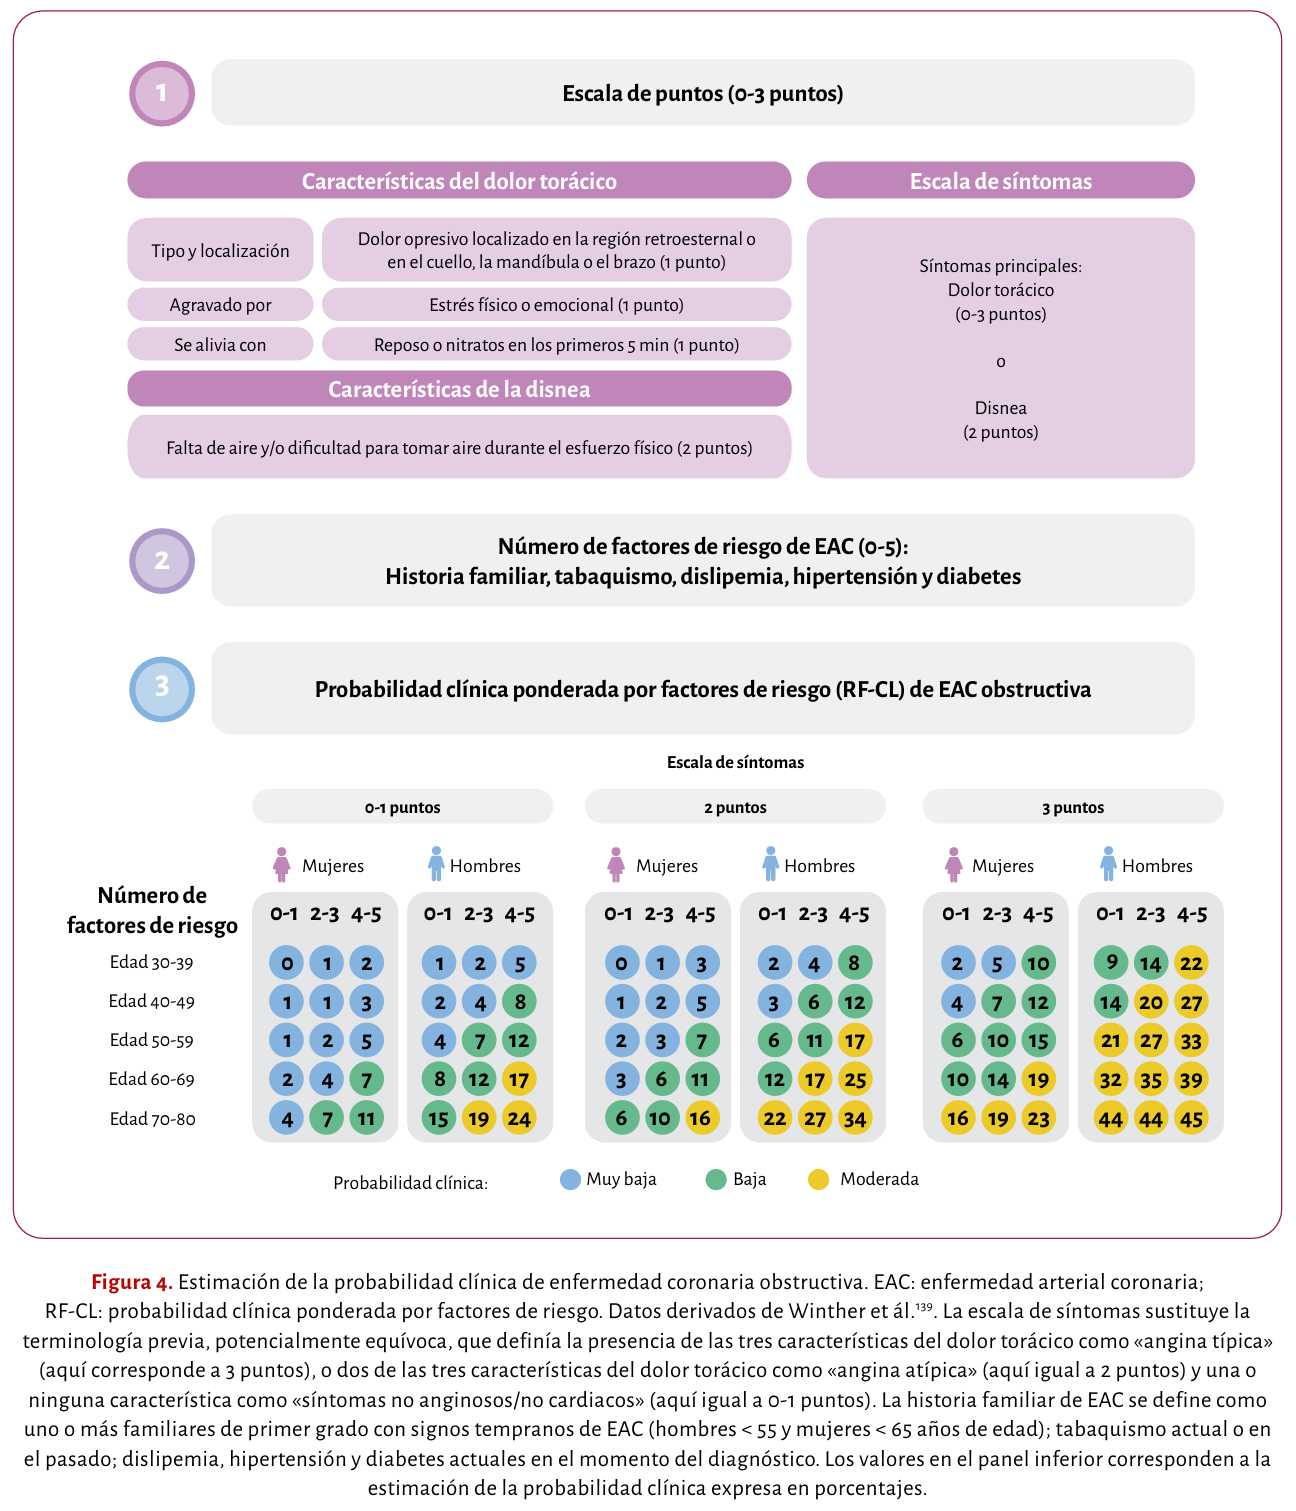 1
Escala de puntos (0-3 puntos)
Características del dolor torácico
Escala de síntomas
Tipo y localización
Dolor opresivo localizado en la región retroesternal o
en el cuello, la mandíbula o el brazo (1 punto)
Agravado por
Estrés físico o emocional (1 punto)
Se alivia con
Reposo o nitratos en los primeros 5 min (1 punto)
Características de la disnea
Falta de aire y/o dificultad para tomar aire durante el esfuerzo físico (2 puntos)
Síntomas principales:
Dolor torácico
(0-3 puntos)
o
Disnea
(2 puntos)
2
Número de factores de riesgo de EAC (0-5):
Historia familiar, tabaquismo, dislipemia, hipertensión y diabetes
3
Probabilidad clínica ponderada por factores de riesgo (RF-CL) de EAC obstructiva
Escala de síntomas
0-1 puntos 2 puntos 3 puntos
Mujeres Hombres Mujeres Hombres Mujeres Hombres
Número de
factores de riesgo
0-1 2-3 4-5 0-1 2-3 4-5 0-1 2-3 4-5 0-1 2-3 4-5 0-1 2-3 4-5 0-1 2-3 4-5
Edad 30-39 0 1 2 1 2 5 0 1 3 2 4 8 2 5 10 9 14 22
Edad 40-49 1 1 3 2 4 8 1 2 5 3 6 12 4 7 12 14 20 27
Edad 50-59 1 2 5 4 7 12 2 3 7 6 11 17 6 10 15 21 27 33
Edad 60-69 2 4 7 8 12 17 3 6 11 12 17 25 10 14 19 32 35 39
Edad 70-80 4 7 11 15 19 24 6 10 16 22 27 34 16 19 23 44 44 45
Probabilidad clínica: Muy baja Baja Moderada
Figura 4. Estimación de la probabilidad clínica de enfermedad coronaria obstructiva. EAC: enfermedad arterial coronaria;
RF-CL: probabilidad clínica ponderada por factores de riesgo. Datos derivados de Winther et ál.¹³⁹. La escala de síntomas sustituye la
terminología previa, potencialmente equívoca, que definía la presencia de las tres características del dolor torácico como «angina típica»
(aquí corresponde a 3 puntos), o dos de las tres características del dolor torácico como «angina atípica» (aquí igual a 2 puntos) y una o
ninguna característica como «síntomas no anginosos/no cardiacos» (aquí igual a 0-1 puntos). La historia familiar de EAC se define como
uno o más familiares de primer grado con signos tempranos de EAC (hombres < 55 y mujeres < 65 años de edad); tabaquismo actual o en
el pasado; dislipemia, hipertensión y diabetes actuales en el momento del diagnóstico. Los valores en el panel inferior corresponden a la
estimación de la probabilidad clínica expresa en porcentajes.